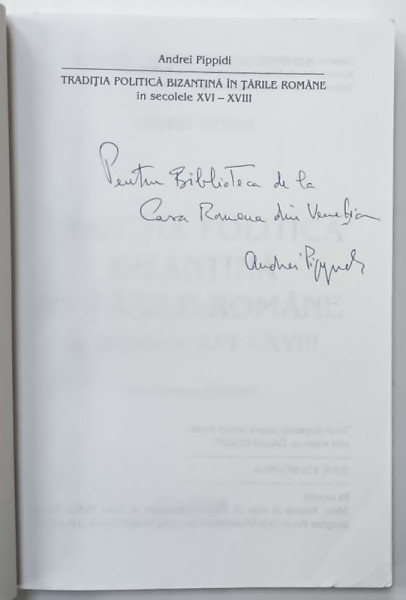 Andrei Pippidi
TRADIȚIA POLITICĂ BIZANTINĂ ÎN ȚĂRILE ROMÂNE
în secolele XVI – XVIII
Pentru Biblioteca de la
Casa Romena din Veneția
Andrei Pippidi